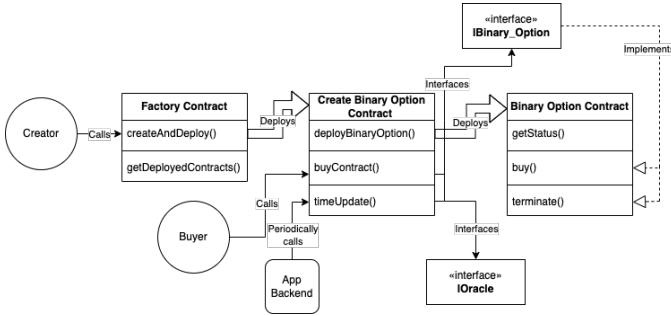 «interface»
IBinary_Option
Implements
Interfaces
Factory Contract
createAndDeploy()
getDeployedContracts()
Create Binary Option
Contract
deployBinaryOption()
buyContract()
timeUpdate()
Binary Option Contract
getStatus()
buy()
terminate()
Deploys
Deploys
Creator
Calls
Buyer
Calls
Periodically
calls
App
Backend
Interfaces
«interface»
IOracle